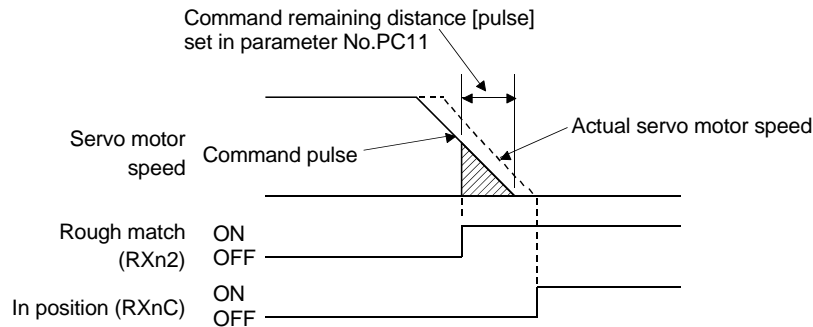 Command remaining distance [pulse]
set in parameter No.PC11
Servo motor
speed
Command pulse
Actual servo motor speed
Rough match
(RXn2)
ON
OFF
In position (RXnC)
ON
OFF